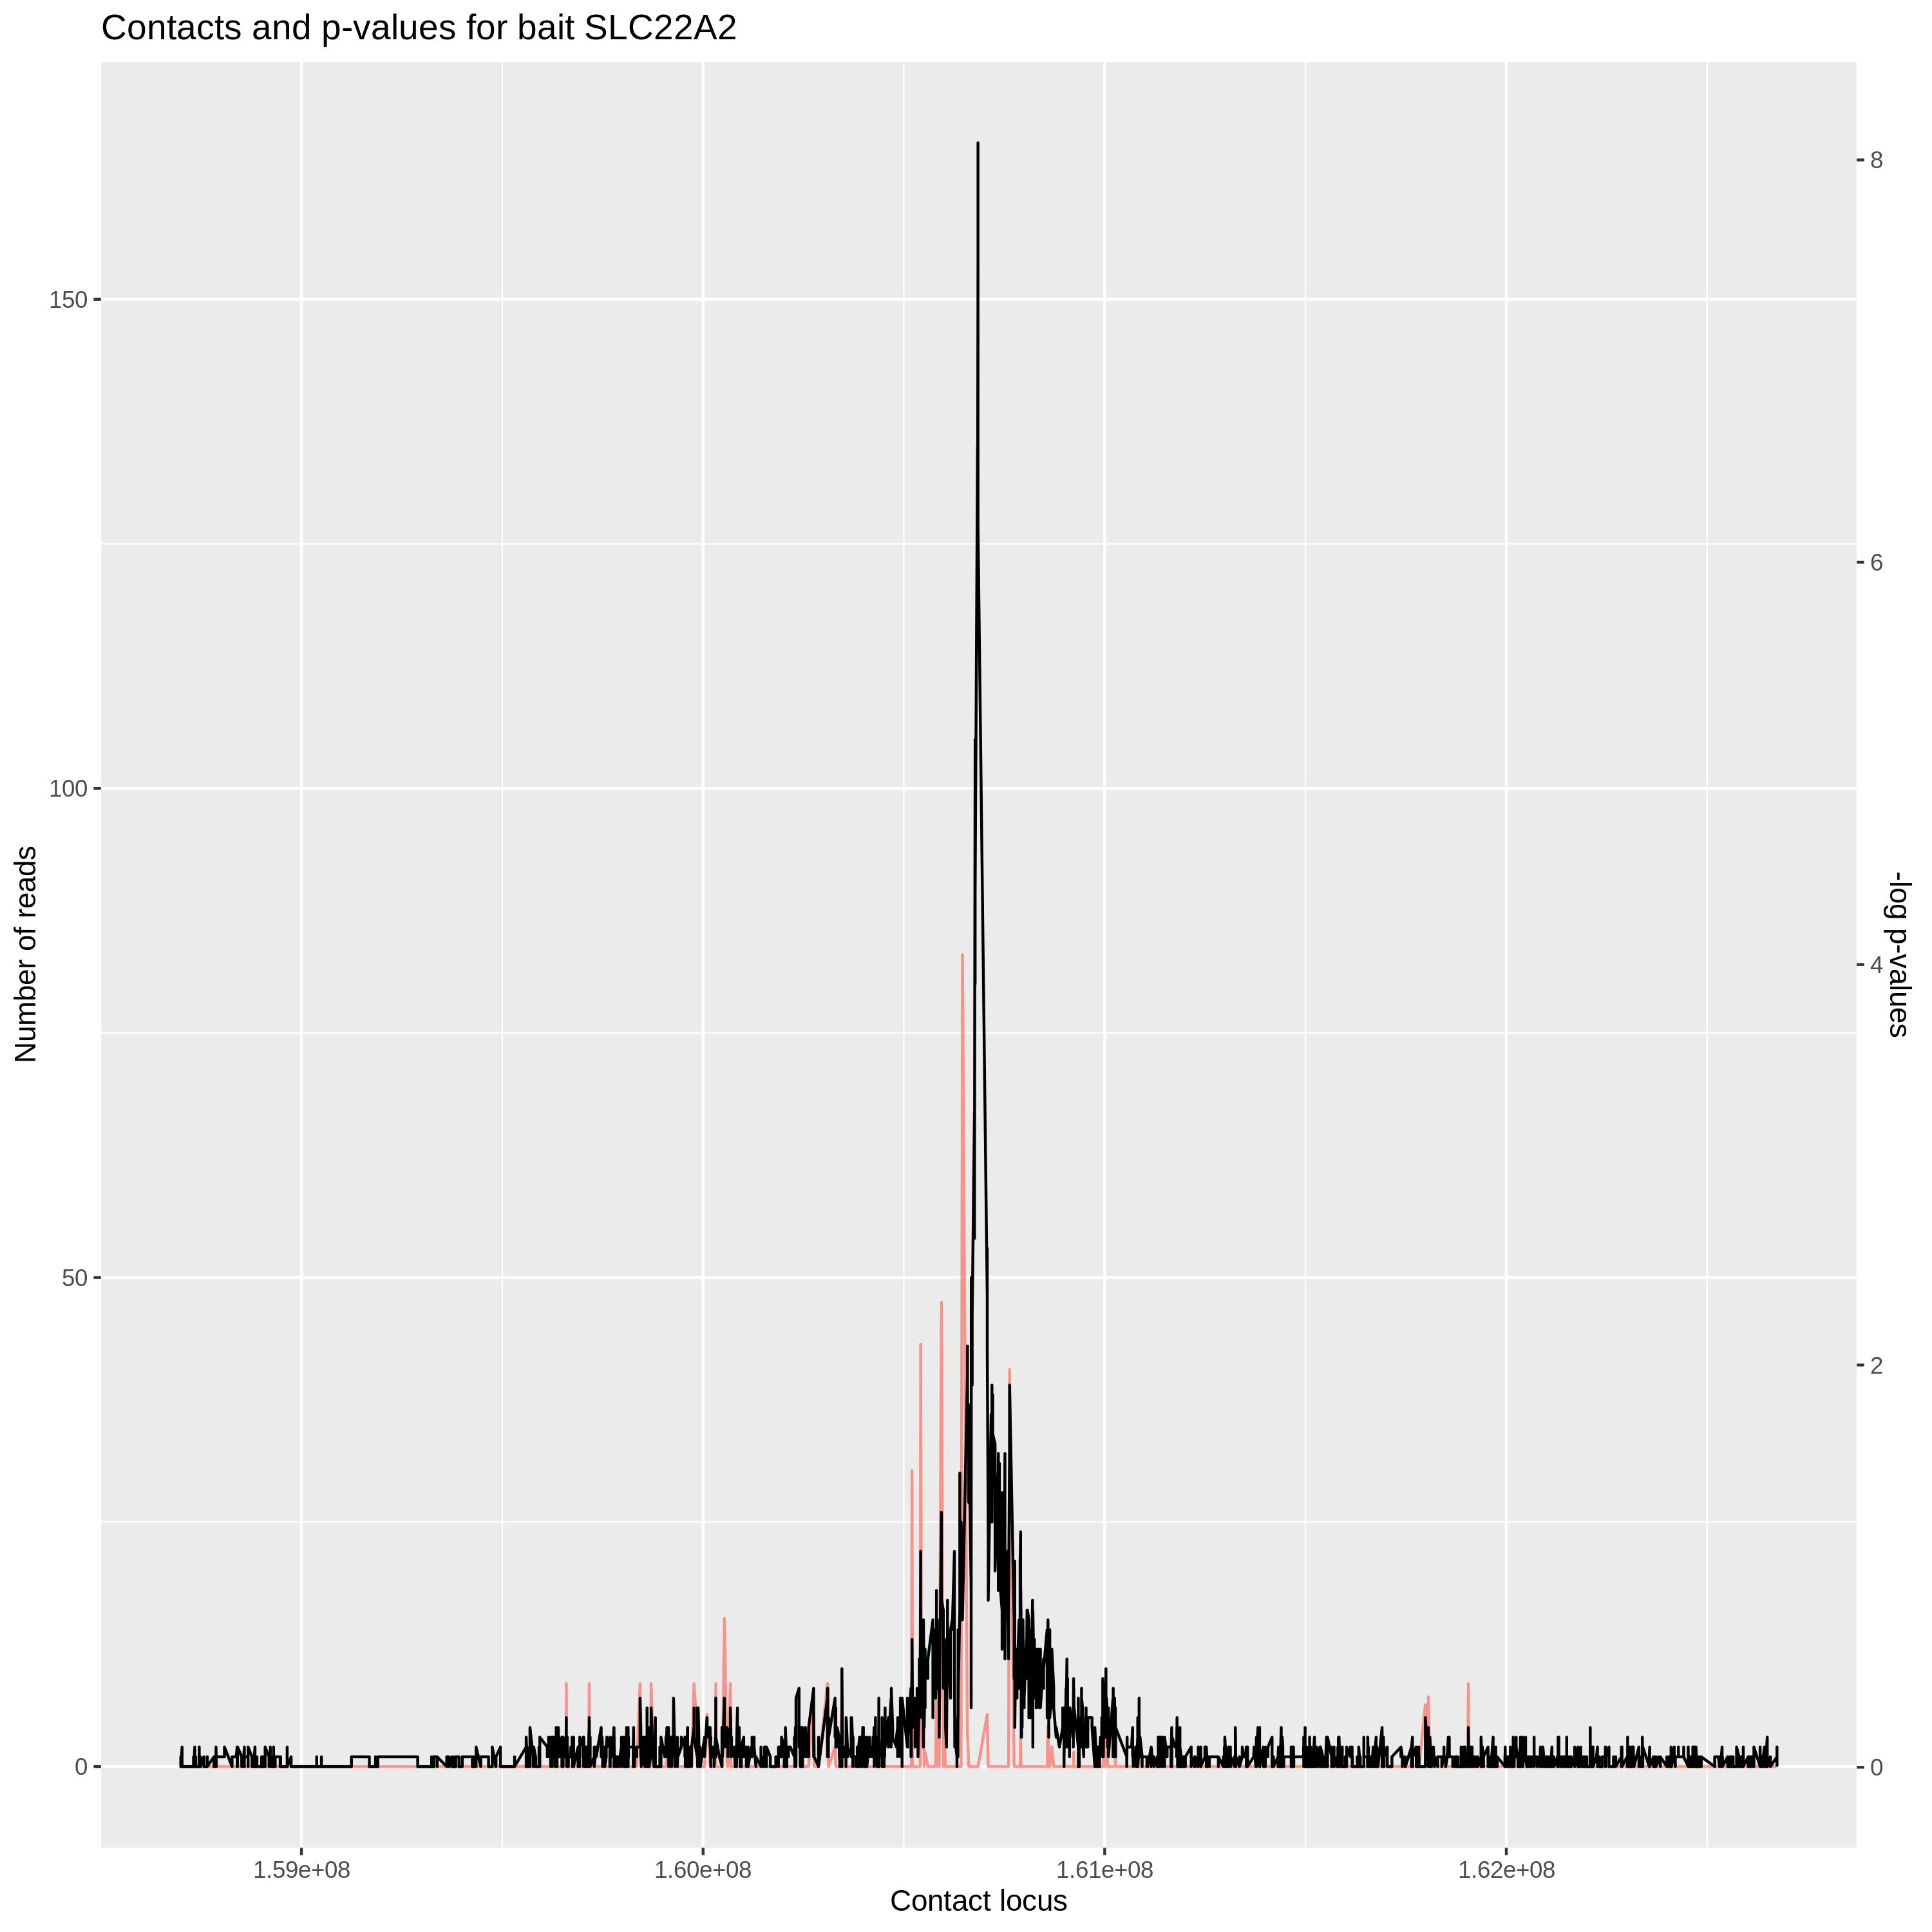 Contacts and p-values for bait SLC22A2
Number of reads
150
100
50
0
8
6
4
2
0
-log p-values
1.59e+08
1.60e+08
1.61e+08
1.62e+08
Contact locus